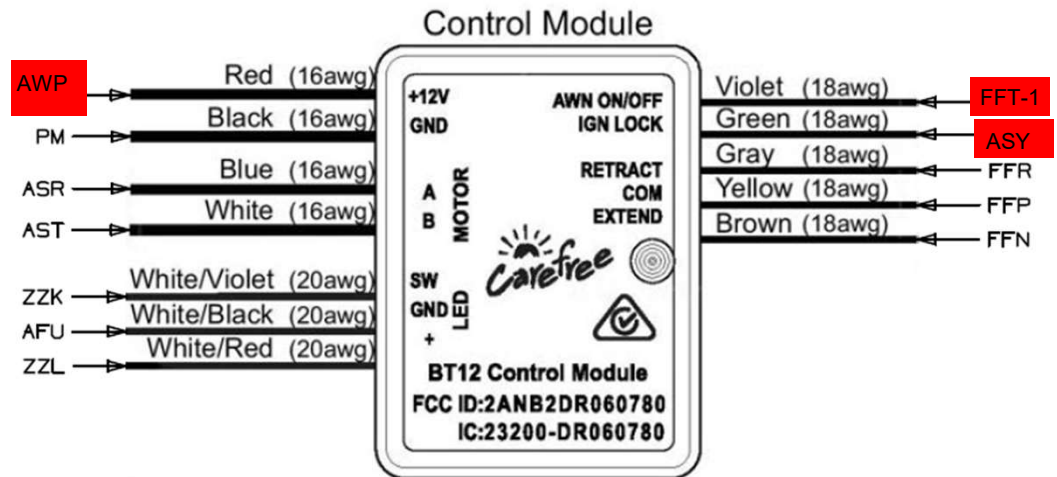 Control Module
AWP
Red (16awg)
PM
Black (16awg)
ASR
Blue (16awg)
AST
White (16awg)
ZZK
White/Violet (20awg)
AFU
White/Black (20awg)
ZZL
White/Red (20awg)
+12V
GND
A
B
MOTOR
SW
GND
+
LED
AWN ON/OFF
IGN LOCK
RETRACT
COM
EXTEND
Carefree
BT12 Control Module
FCC ID:2ANB2DR060780
IC:23200-DR060780
Violet (18awg)
FFT-1
Green (18awg)
ASY
Gray (18awg)
FFR
Yellow (18awg)
FFP
Brown (18awg)
FFN